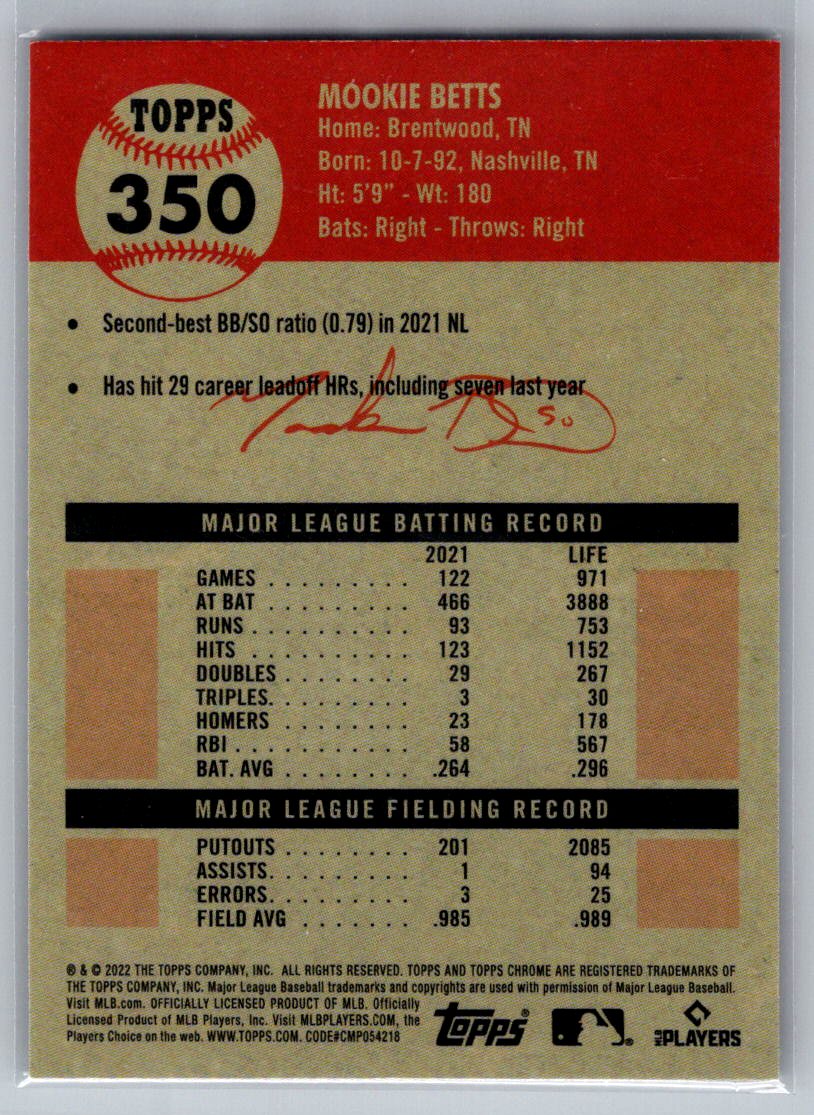 TOPPS
350
MOOKIE BETTS
Home: Brentwood, TN
Born: 10-7-92, Nashville, TN
Ht: 5'9" - Wt: 180
Bats: Right - Throws: Right
• Second-best BB/SO ratio (0.79) in 2021 NL
• Has hit 29 career leadoff HRs, including seven last year
MAJOR LEAGUE BATTING RECORD
2021 LIFE
GAMES . . . . . . . . . 122 971
AT BAT . . . . . . . . . 466 3888
RUNS . . . . . . . . . . 93 753
HITS . . . . . . . . . . 123 1152
DOUBLES . . . . . . . . 29 267
TRIPLES. . . . . . . . . 3 30
HOMERS . . . . . . . . 23 178
RBI . . . . . . . . . . . 58 567
BAT. AVG . . . . . . . . .264 .296
MAJOR LEAGUE FIELDING RECORD
PUTOUTS . . . . . . . . 201 2085
ASSISTS. . . . . . . . . 1 94
ERRORS. . . . . . . . . 3 25
FIELD AVG . . . . . . . .985 .989
® & © 2022 THE TOPPS COMPANY, INC. ALL RIGHTS RESERVED. TOPPS AND TOPPS CHROME ARE REGISTERED TRADEMARKS OF
THE TOPPS COMPANY, INC. Major League Baseball trademarks and copyrights are used with permission of Major League Baseball.
Visit MLB.com. OFFICIALLY LICENSED PRODUCT OF MLB. Officially
Licensed Product of MLB Players, Inc. Visit MLBPLAYERS.COM, the
Players Choice on the web. WWW.TOPPS.COM. CODE#CMP054218
topps®
MLB PLAYERS